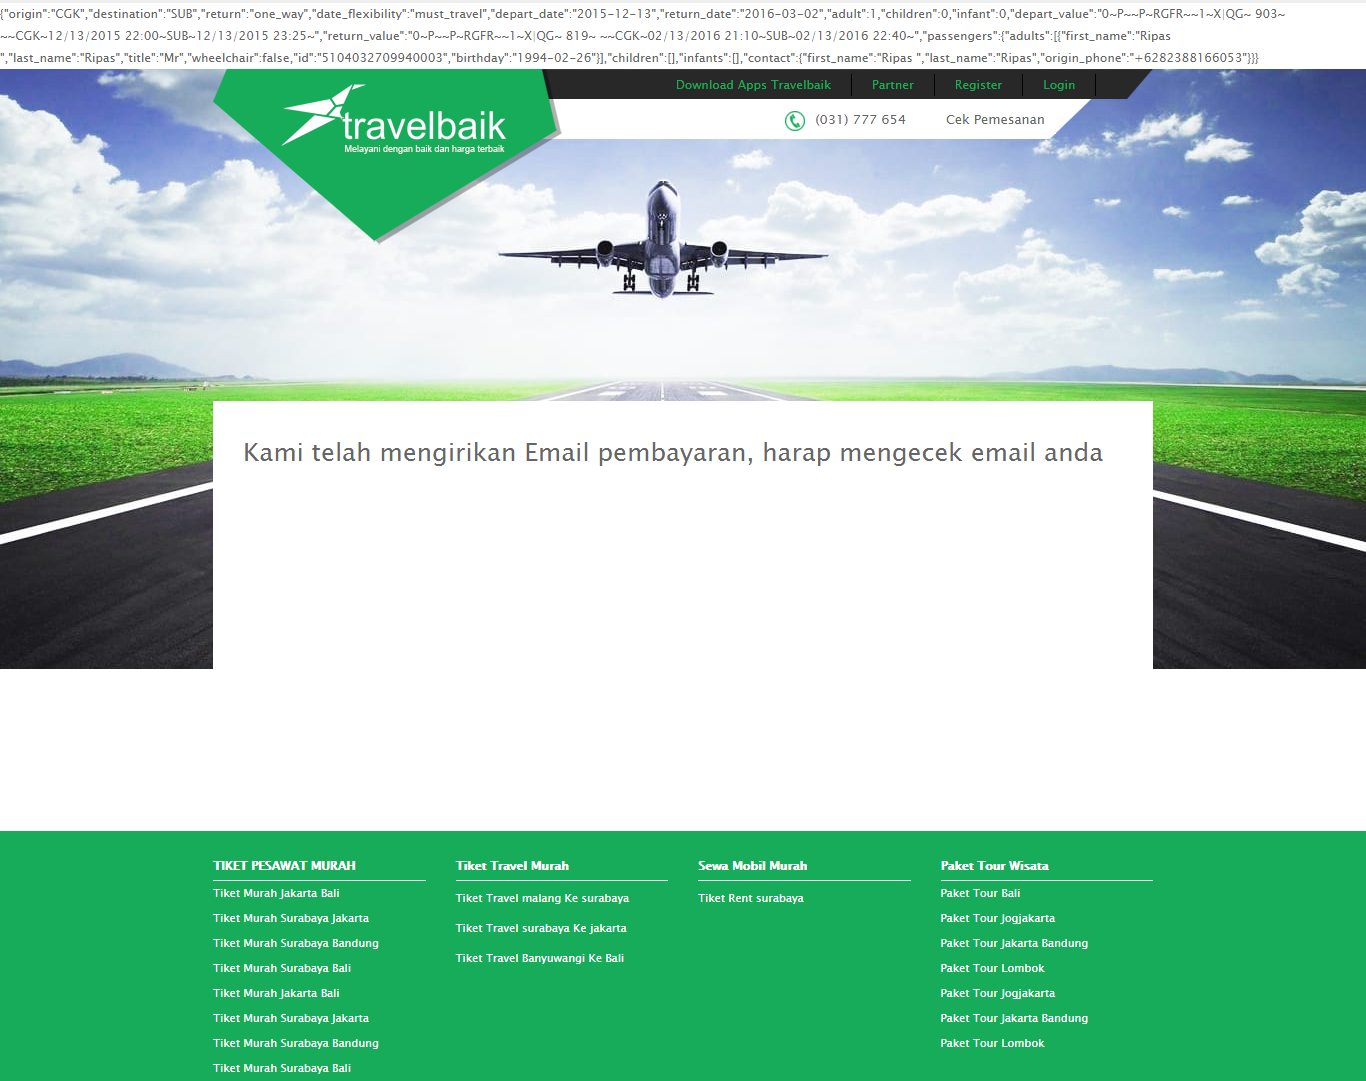 {"origin":"CGK","destination":"SUB","return":"one_way","date_flexibility":"must_travel","depart_date":"2015-12-13","return_date":"2016-03-02","adult":1,"children":0,"infant":0,"depart_value":"0~P~~P~RGFR~~1~X|QG~ 903~
~~CGK~12/13/2015 22:00~SUB~12/13/2015 23:25~","return_value":"0~P~~P~RGFR~~1~X|QG~ 819~ ~~CGK~02/13/2016 21:10~SUB~02/13/2016 22:40~","passengers":{"adults":[{"first_name":"Ripas
","last_name":"Ripas","title":"Mr","wheelchair":false,"id":"5104032709940003","birthday":"1994-02-26"}],"children":[],"infants":[],"contact":{"first_name":"Ripas ","last_name":"Ripas","origin_phone":"+6282388166053"}}}
Download Apps Travelbaik
Partner
Register
Login
travelbaik
Melayani dengan baik dan harga terbaik
(031) 777 654
Cek Pemesanan
Kami telah mengirikan Email pembayaran, harap mengecek email anda
TIKET PESAWAT MURAH
Tiket Murah Jakarta Bali
Tiket Murah Surabaya Jakarta
Tiket Murah Surabaya Bandung
Tiket Murah Surabaya Bali
Tiket Murah Jakarta Bali
Tiket Murah Surabaya Jakarta
Tiket Murah Surabaya Bandung
Tiket Murah Surabaya Bali
Tiket Travel Murah
Tiket Travel malang Ke surabaya
Tiket Travel surabaya Ke jakarta
Tiket Travel Banyuwangi Ke Bali
Sewa Mobil Murah
Tiket Rent surabaya
Paket Tour Wisata
Paket Tour Bali
Paket Tour Jogjakarta
Paket Tour Jakarta Bandung
Paket Tour Lombok
Paket Tour Jogjakarta
Paket Tour Jakarta Bandung
Paket Tour Lombok